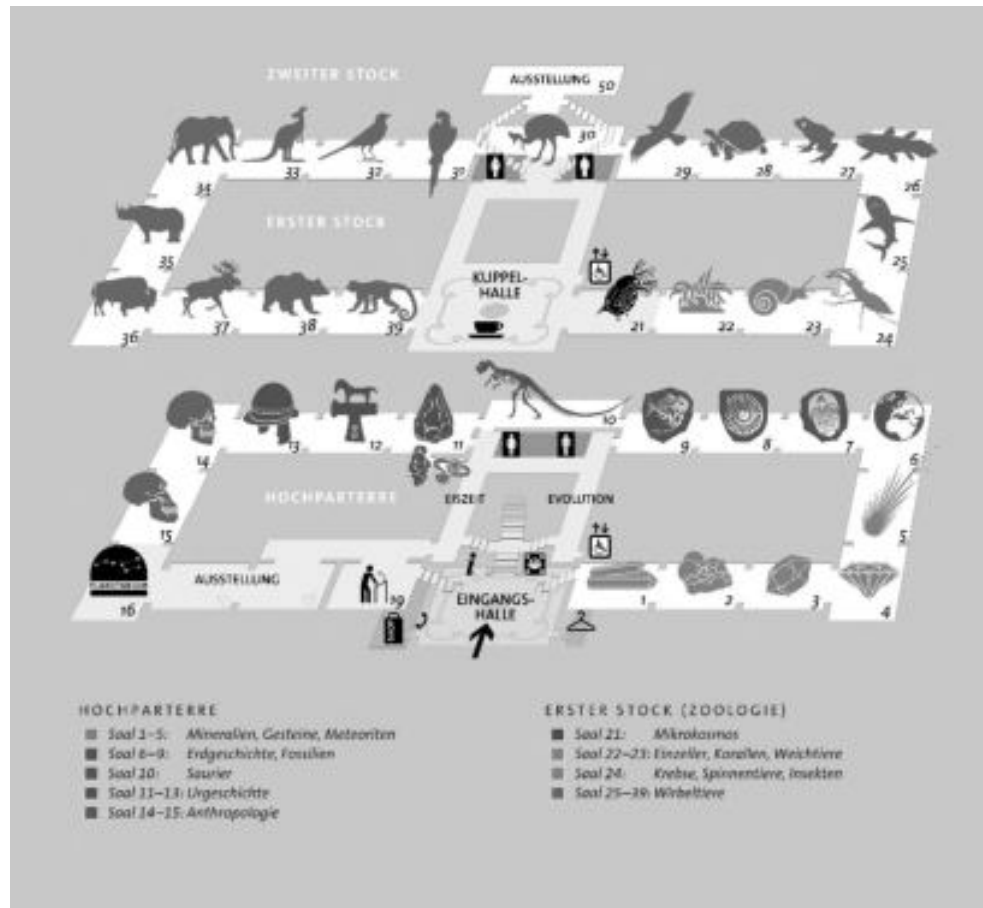 ZWEITER STOCK
AUSSTELLUNG 50
30
34
33
32
31
29
28
27
26
ERSTER STOCK
35
25
KUPPEL-
HALLE
36
37
38
39
21
22
23
24
14
13
12
11
10
9
8
7
6
HOCHPARTERRE
EISZEIT
EVOLUTION
15
5
AUSSTELLUNG
i
16
19
EINGANGS-
HALLE
1
2
3
4
SHOP
HOCHPARTERRE
Saal 1–5: Mineralien, Gesteine, Meteoriten
Saal 6–9: Erdgeschichte, Fossilien
Saal 10: Saurier
Saal 11–13: Urgeschichte
Saal 14–15: Anthropologie
ERSTER STOCK (ZOOLOGIE)
Saal 21: Mikrokosmos
Saal 22–23: Einzeller, Korallen, Weichtiere
Saal 24: Krebse, Spinnentiere, Insekten
Saal 25–39: Wirbeltiere